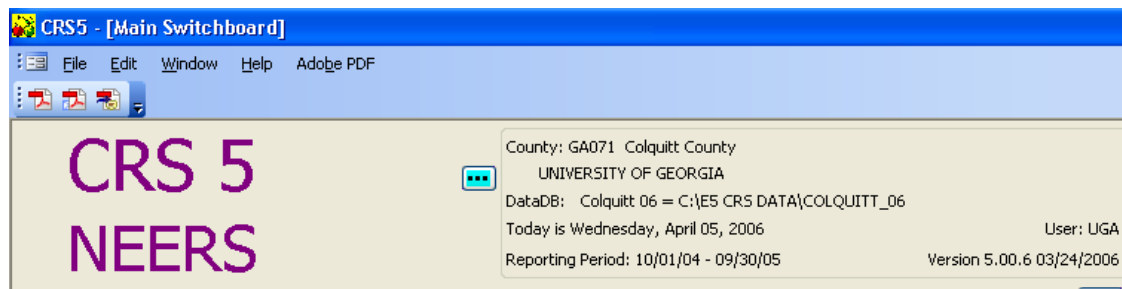 CRS5 - [Main Switchboard]
File Edit Window Help Adobe PDF
CRS 5
NEERS
County: GA071 Colquitt County
UNIVERSITY OF GEORGIA
DataDB: Colquitt 06 = C:\E5 CRS DATA\COLQUITT_06
Today is Wednesday, April 05, 2006 User: UGA
Reporting Period: 10/01/04 - 09/30/05 Version 5.00.6 03/24/2006